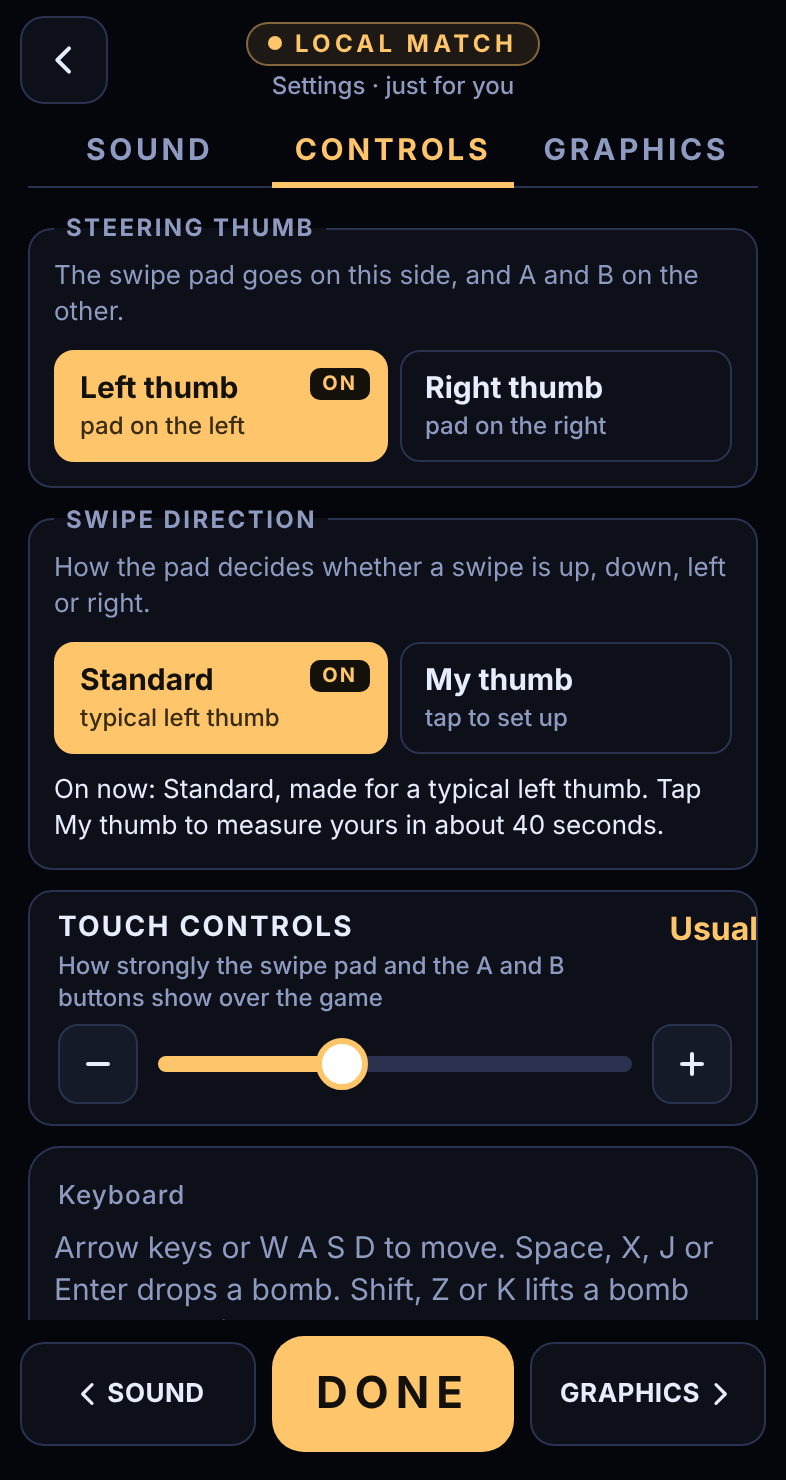 LOCAL MATCH
Settings · just for you
SOUND
CONTROLS
GRAPHICS
STEERING THUMB
The swipe pad goes on this side, and A and B on the
other.
Left thumb
ON
pad on the left
Right thumb
pad on the right
SWIPE DIRECTION
How the pad decides whether a swipe is up, down, left
or right.
Standard
ON
typical left thumb
My thumb
tap to set up
On now: Standard, made for a typical left thumb. Tap
My thumb to measure yours in about 40 seconds.
TOUCH CONTROLS
Usual
How strongly the swipe pad and the A and B
buttons show over the game
Keyboard
Arrow keys or W A S D to move. Space, X, J or
Enter drops a bomb. Shift, Z or K lifts a bomb
SOUND
DONE
GRAPHICS